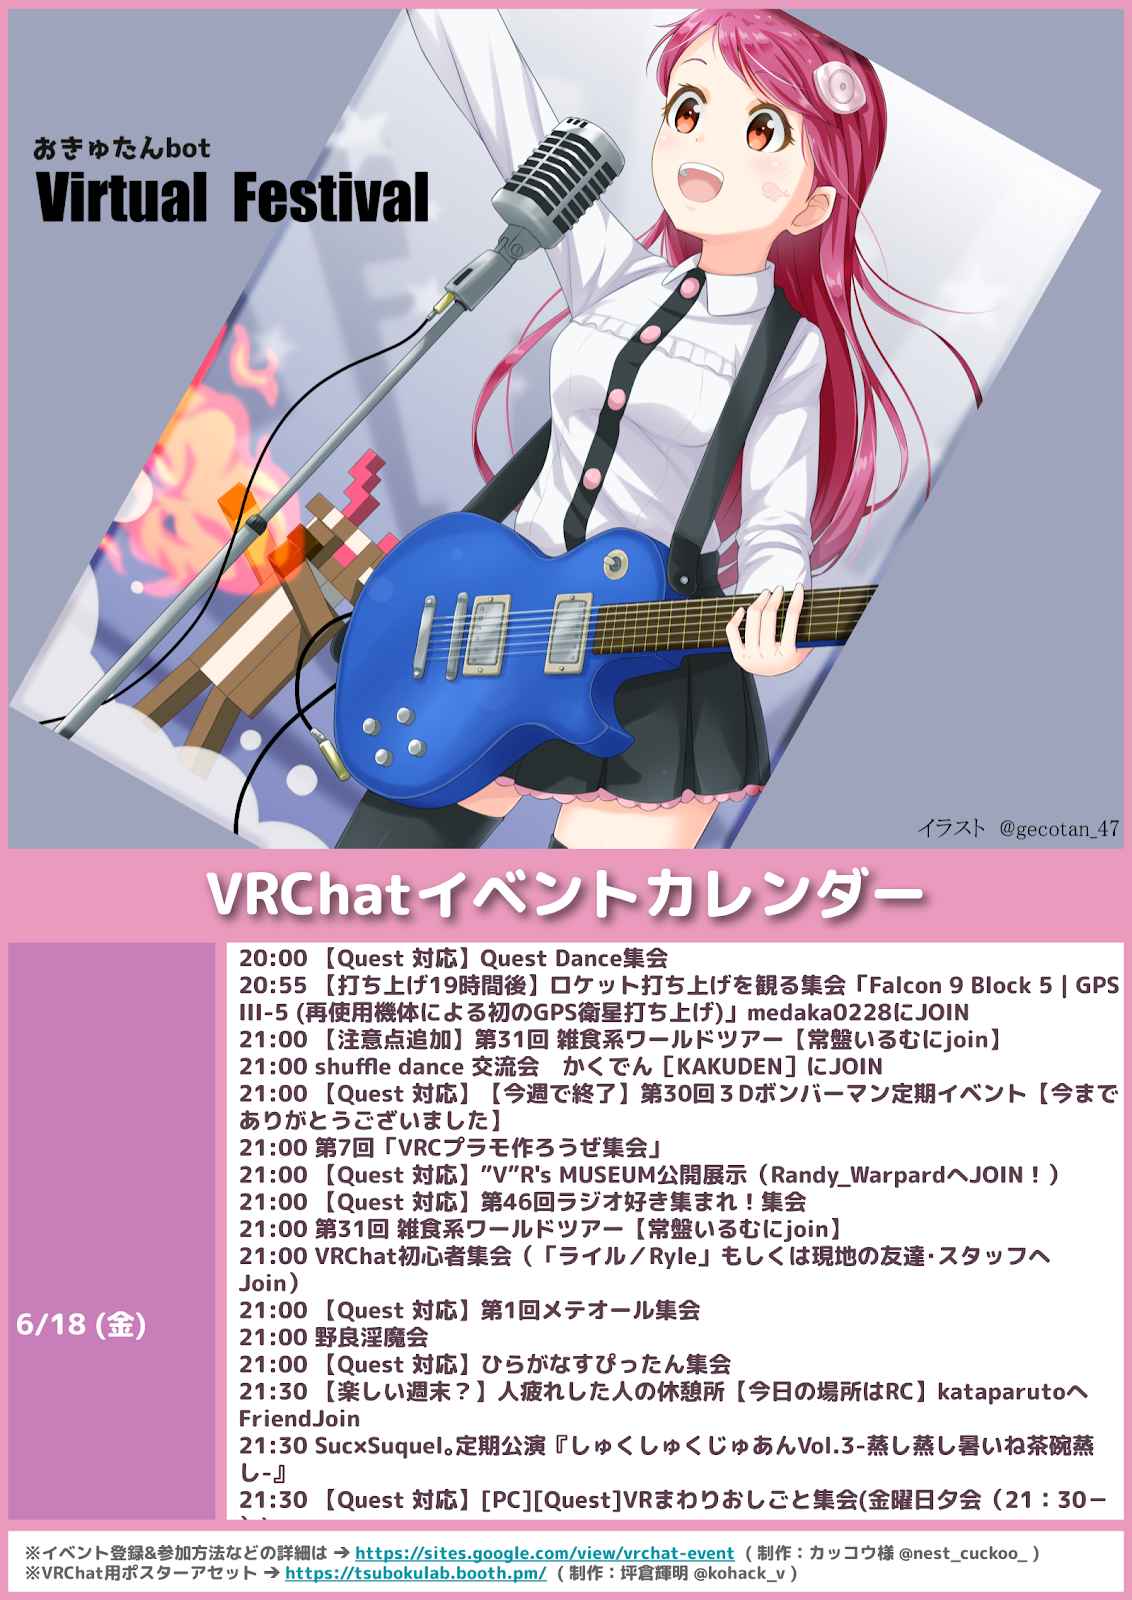 おきゅたんbot
Virtual Festival
イラスト @gecotan_47
VRChatイベントカレンダー
6/18 (金)
20:00 【Quest 対応】Quest Dance集会
20:55 【打ち上げ19時間後】ロケット打ち上げを観る集会「Falcon 9 Block 5 | GPS
III-5 (再使用機体による初のGPS衛星打ち上げ)」medaka0228にJOIN
21:00 【注意点追加】第31回 雑食系ワールドツアー【常盤いるむにjoin】
21:00 shuffle dance 交流会　かくでん［KAKUDEN］にJOIN
21:00 【Quest 対応】【今週で終了】第30回３Dボンバーマン定期イベント【今まで
ありがとうございました】
21:00 第7回「VRCプラモ作ろうぜ集会」
21:00 【Quest 対応】”V”R's MUSEUM公開展示（Randy_WarpardへJOIN！）
21:00 【Quest 対応】第46回ラジオ好き集まれ！集会
21:00 第31回 雑食系ワールドツアー【常盤いるむにjoin】
21:00 VRChat初心者集会（「ライル／Ryle」もしくは現地の友達･スタッフへ
Join）
21:00 【Quest 対応】第1回メテオール集会
21:00 野良淫魔会
21:00 【Quest 対応】ひらがなすぴったん集会
21:30 【楽しい週末？】人疲れした人の休憩所【今日の場所はRC】kataparutoへ
FriendJoin
21:30 Suc×Suquel｡定期公演『しゅくしゅくじゅあんVol.3-蒸し蒸し暑いね茶碗蒸
し-』
21:30 【Quest 対応】[PC][Quest]VRまわりおしごと集会(金曜日夕会（21：30－
※イベント登録&参加方法などの詳細は → https://sites.google.com/view/vrchat-event （ 制作：カッコウ様 @nest_cuckoo_ ）
※VRChat用ポスターアセット → https://tsubokulab.booth.pm/ （ 制作：坪倉輝明 @kohack_v ）